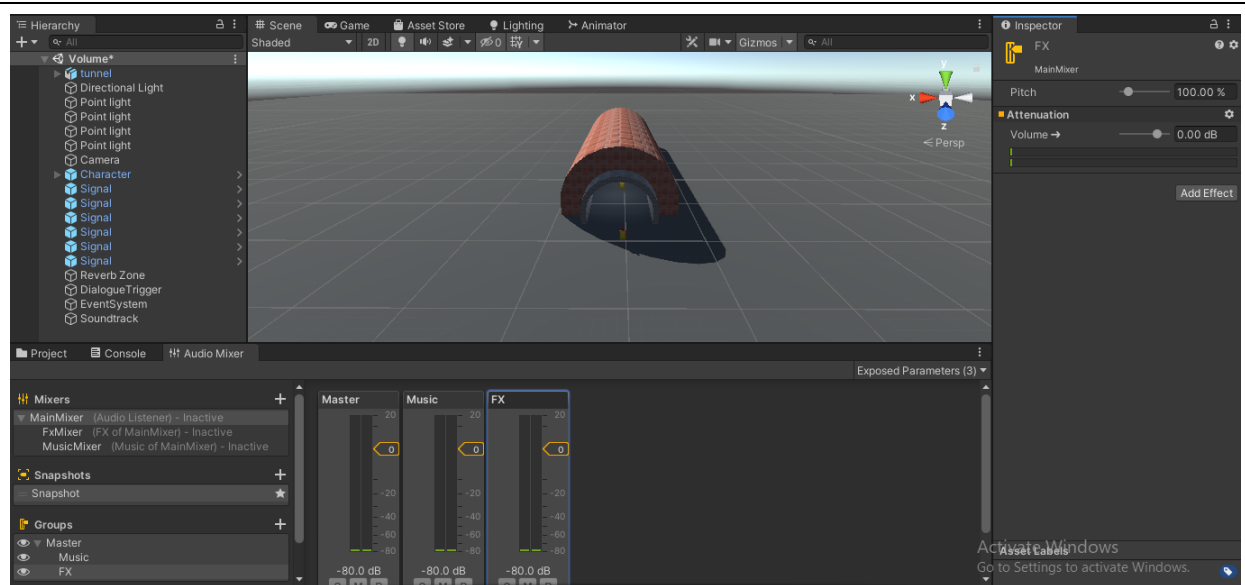 Hierarchy
All
Volume*
tunnel
Directional Light
Point light
Point light
Point light
Point light
Camera
Character
Signal
Signal
Signal
Signal
Signal
Signal
Reverb Zone
DialogueTrigger
EventSystem
Soundtrack
Scene Game Asset Store Lighting Animator
Shaded 2D 0 Gizmos All
y
x
z
Persp
Inspector
FX
MainMixer
Pitch 100.00 %
Attenuation
Volume 0.00 dB
Add Effect
Project Console Audio Mixer
Exposed Parameters (3)
Mixers
MainMixer (Audio Listener) - Inactive
FxMixer (FX of MainMixer) - Inactive
MusicMixer (Music of MainMixer) - Inactive
Snapshots
Snapshot
Groups
Master
Music
FX
Master Music FX
20 20 20
0 0 0
-20 -20 -20
-40 -40 -40
-60 -60 -60
-80 -80 -80
-80.0 dB -80.0 dB -80.0 dB
Asset Labels
Activate Windows
Go to Settings to activate Windows.